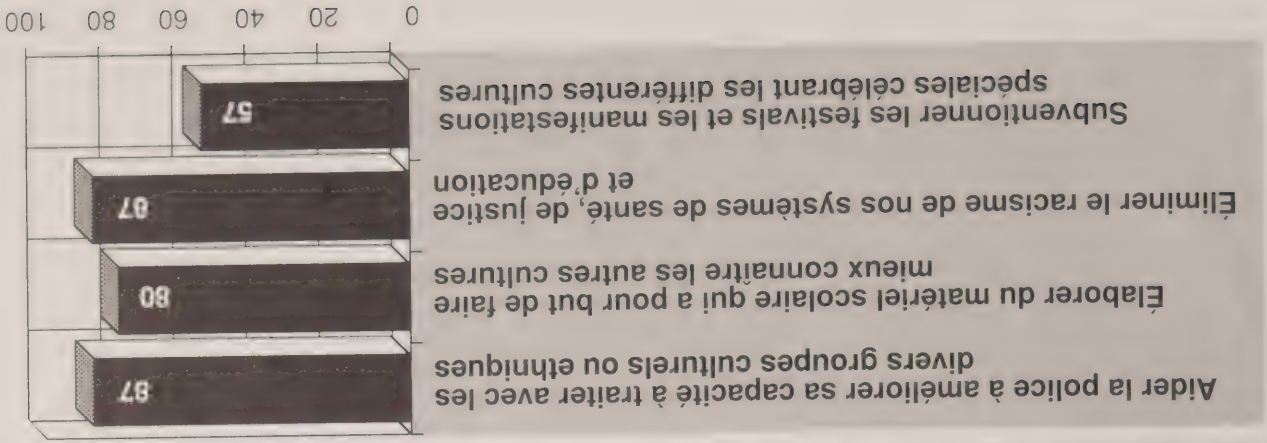 Aider la police à améliorer sa capacité à traiter avec les
divers groupes culturels ou ethniques
87
Élaborer du matériel scolaire qui a pour but de faire
mieux connaître les autres cultures
80
Éliminer le racisme de nos systèmes de santé, de justice
et d'éducation
87
Subventionner les festivals et les manifestations
spéciales célébrant les différentes cultures
57
0 20 40 60 80 100